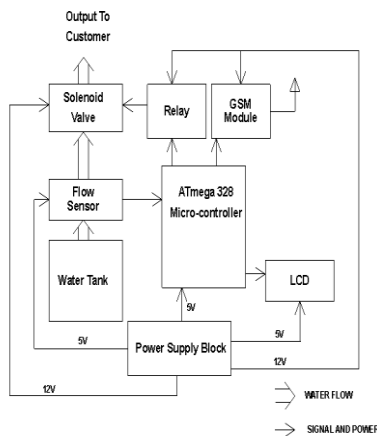 Output To
Customer
Solenoid
Valve
Relay
GSM
Module
Flow
Sensor
ATmega 328
Micro-controller
Water Tank
LCD
5V
Power Supply Block
5V
5V
12V
12V
WATER FLOW
SIGNAL AND POWER